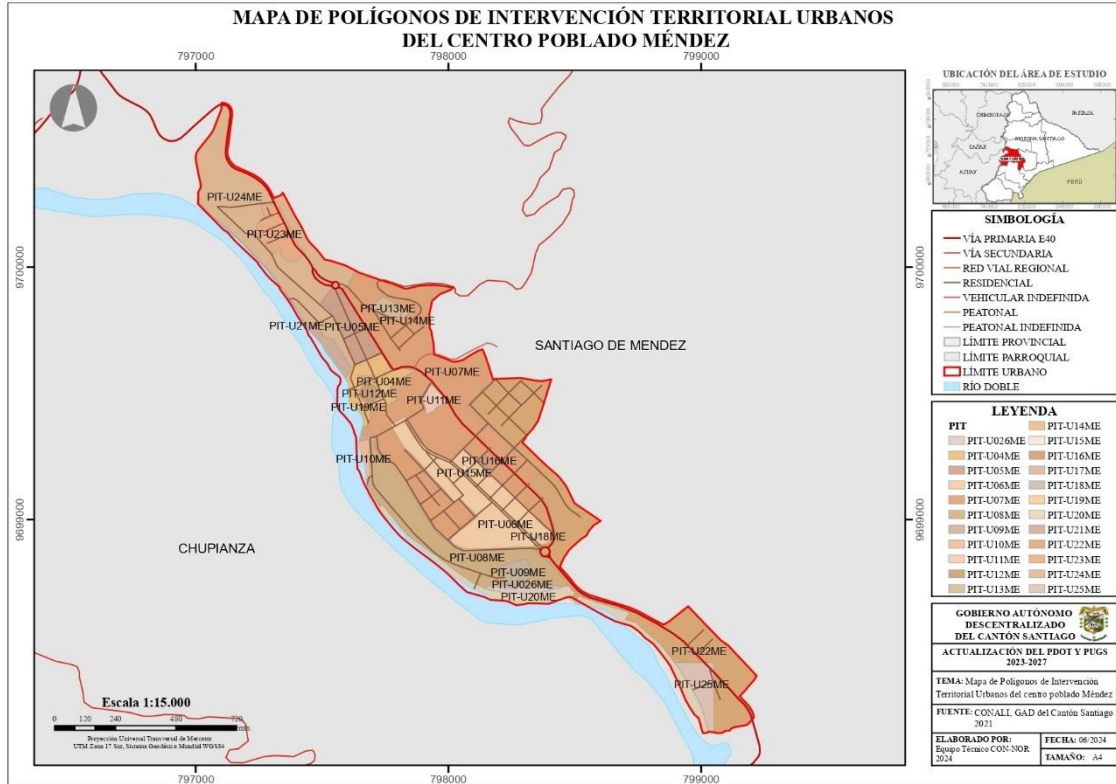 MAPA DE POLÍGONOS DE INTERVENCIÓN TERRITORIAL URBANOS
DEL CENTRO POBLADO MÉNDEZ
797000
798000
799000
9700000
9699000
PIT-U24ME
PIT-U23ME
PIT-U13ME
PIT-U14ME
PIT-U21ME
PIT-U05ME
SANTIAGO DE MENDEZ
PIT-U07ME
PIT-U04ME
PIT-U12ME
PIT-U11ME
PIT-U19ME
PIT-U10ME
PIT-U16ME
PIT-U15ME
PIT-U06ME
PIT-U18ME
CHUPIANZA
PIT-U08ME
PIT-U09ME
PIT-U026ME
PIT-U20ME
PIT-U22ME
PIT-U25ME
Escala 1:15.000
0 120 240 480 720
Proyección Universal Transversal de Mercator
UTM Zona 17 Sur, Sistema Geodésico Mundial WGS84
797000
798000
799000
9700000
9699000
UBICACIÓN DEL ÁREA DE ESTUDIO
MORONA SANTIAGO
PASTAZA
CAÑAR
AZUAY
PERÚ
SIMBOLOGÍA
VÍA PRIMARIA E40
VÍA SECUNDARIA
RED VIAL REGIONAL
RESIDENCIAL
VEHICULAR INDEFINIDA
PEATONAL
PEATONAL INDEFINIDA
LÍMITE PROVINCIAL
LÍMITE PARROQUIAL
LÍMITE URBANO
RÍO DOBLE
LEYENDA
PIT
PIT-U026ME
PIT-U04ME
PIT-U05ME
PIT-U06ME
PIT-U07ME
PIT-U08ME
PIT-U09ME
PIT-U10ME
PIT-U11ME
PIT-U12ME
PIT-U13ME
PIT-U14ME
PIT-U15ME
PIT-U16ME
PIT-U17ME
PIT-U18ME
PIT-U19ME
PIT-U20ME
PIT-U21ME
PIT-U22ME
PIT-U23ME
PIT-U24ME
PIT-U25ME
GOBIERNO AUTÓNOMO
DESCENTRALIZADO
DEL CANTÓN SANTIAGO
ACTUALIZACIÓN DEL PDOT Y PUGS
2023-2027
TEMA: Mapa de Polígonos de Intervención
Territorial Urbanos del centro poblado Méndez
FUENTE: CONALI, GAD del Cantón Santiago
2021
ELABORADO POR:
Equipo Técnico CON-NOR
2024
FECHA: 06/2024
TAMAÑO: A4